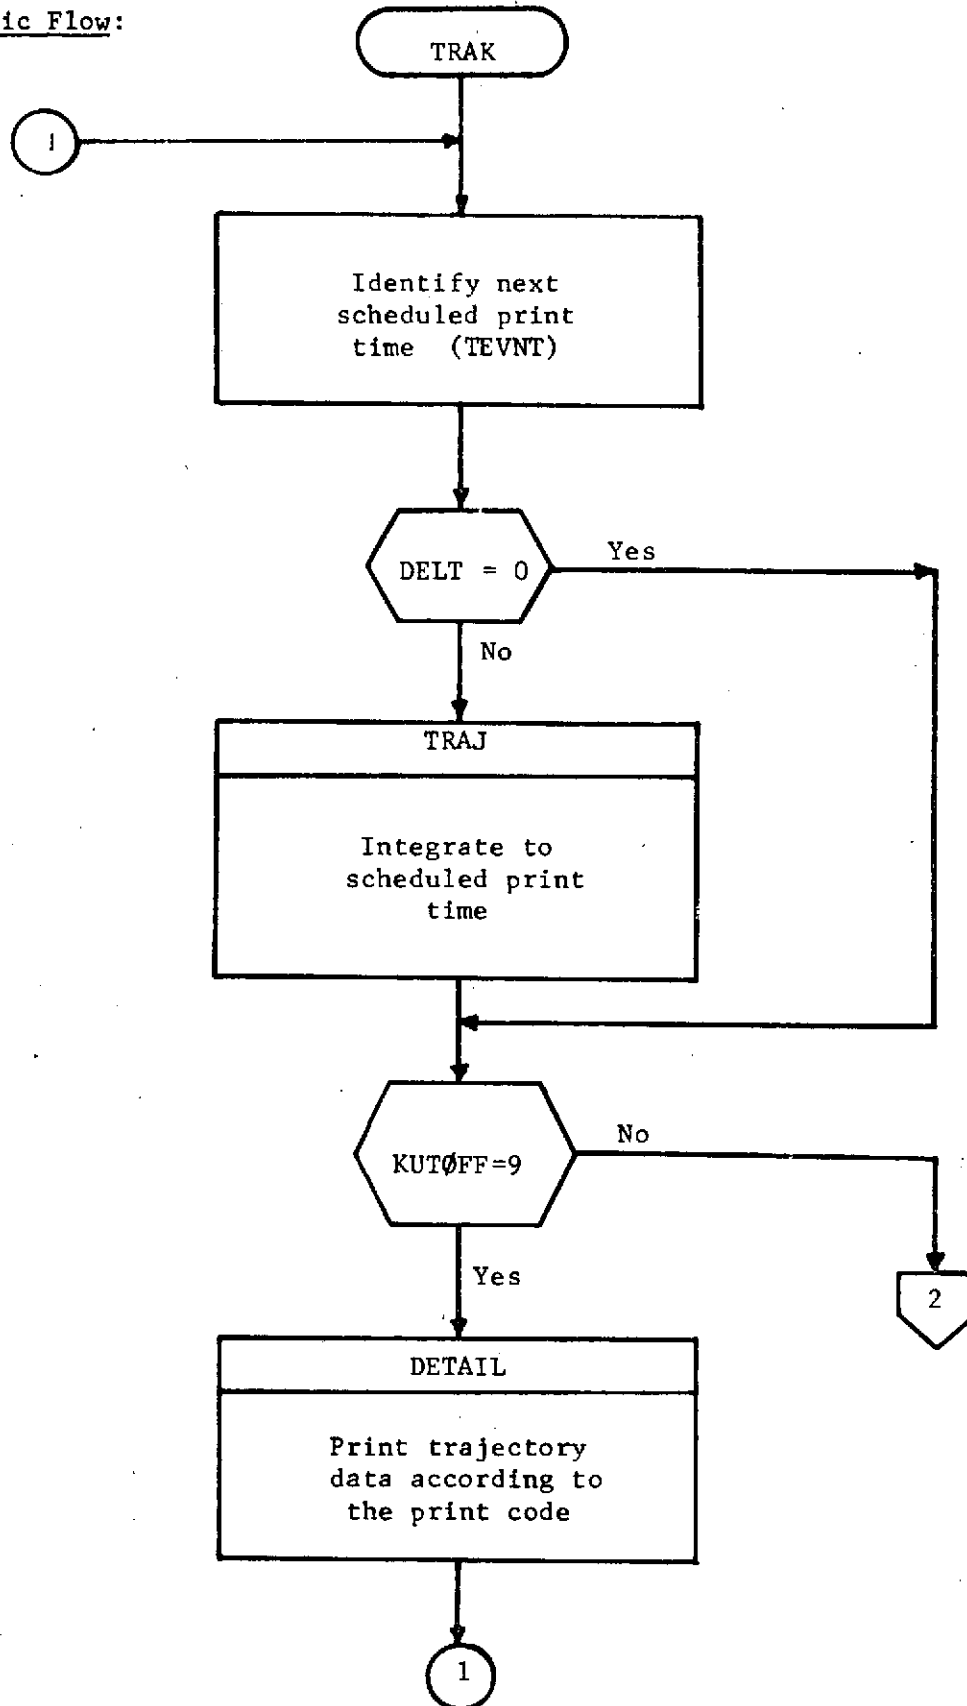 ic Flow:
TRAK
1
Identify next
scheduled print
time (TEVNT)
DELT = 0
Yes
No
TRAJ
Integrate to
scheduled print
time
KUTØFF=9
No
Yes
2
DETAIL
Print trajectory
data according to
the print code
1